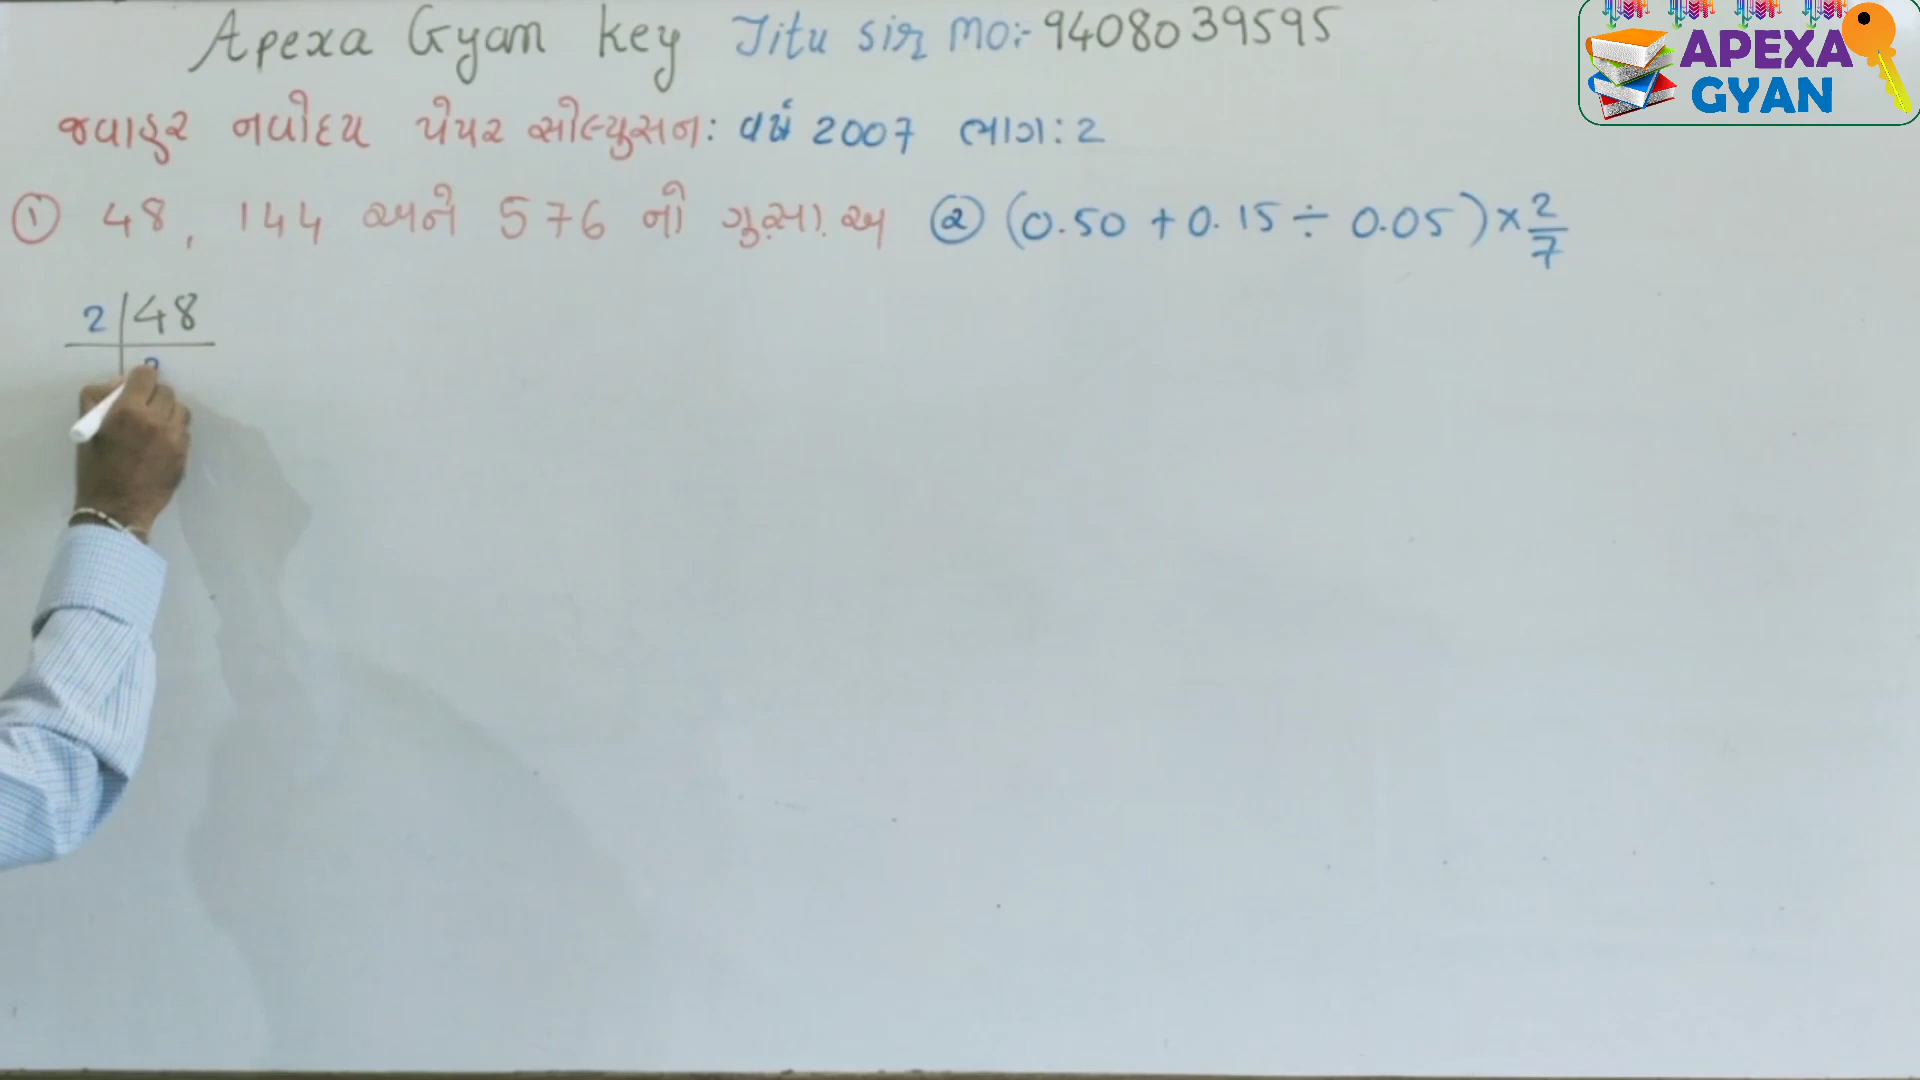 Apexa Gyan key Jitu sir mo:- 9408039595
APEXA
GYAN
જવાહર નવોદય પેપર સોલ્યુસન: વર્ષ 2007 ભાગ: 2
① 48, 144 અને 576 નો ગુ.સા.અ
② (0.50 + 0.15 ÷ 0.05) × 2/7
2 | 48